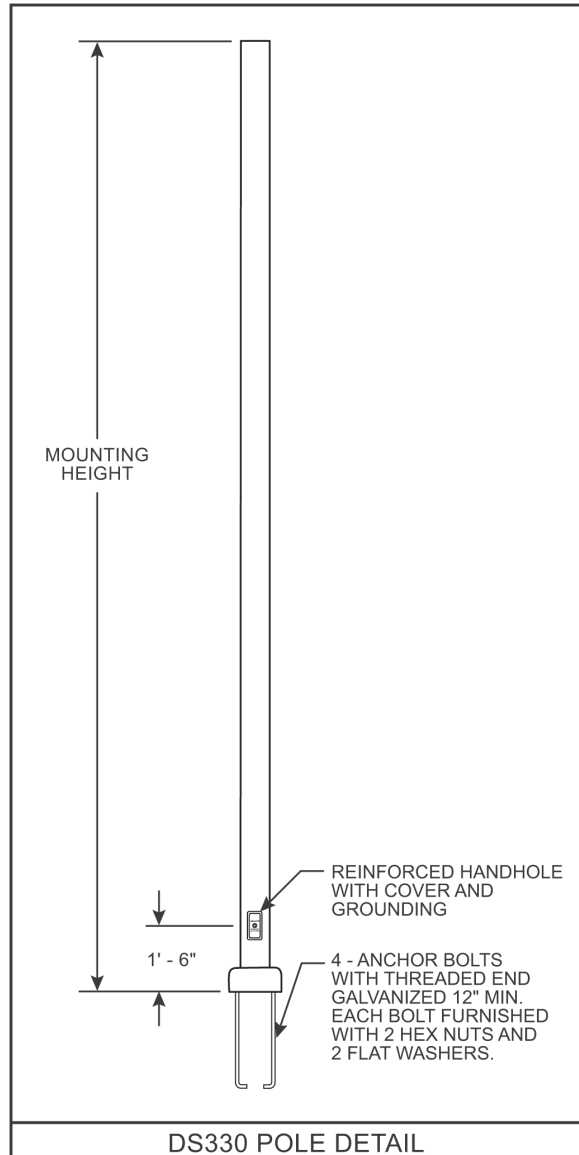 MOUNTING
HEIGHT
REINFORCED HANDHOLE
WITH COVER AND
GROUNDING
1' - 6"
4 - ANCHOR BOLTS
WITH THREADED END
GALVANIZED 12" MIN.
EACH BOLT FURNISHED
WITH 2 HEX NUTS AND
2 FLAT WASHERS.
DS330 POLE DETAIL